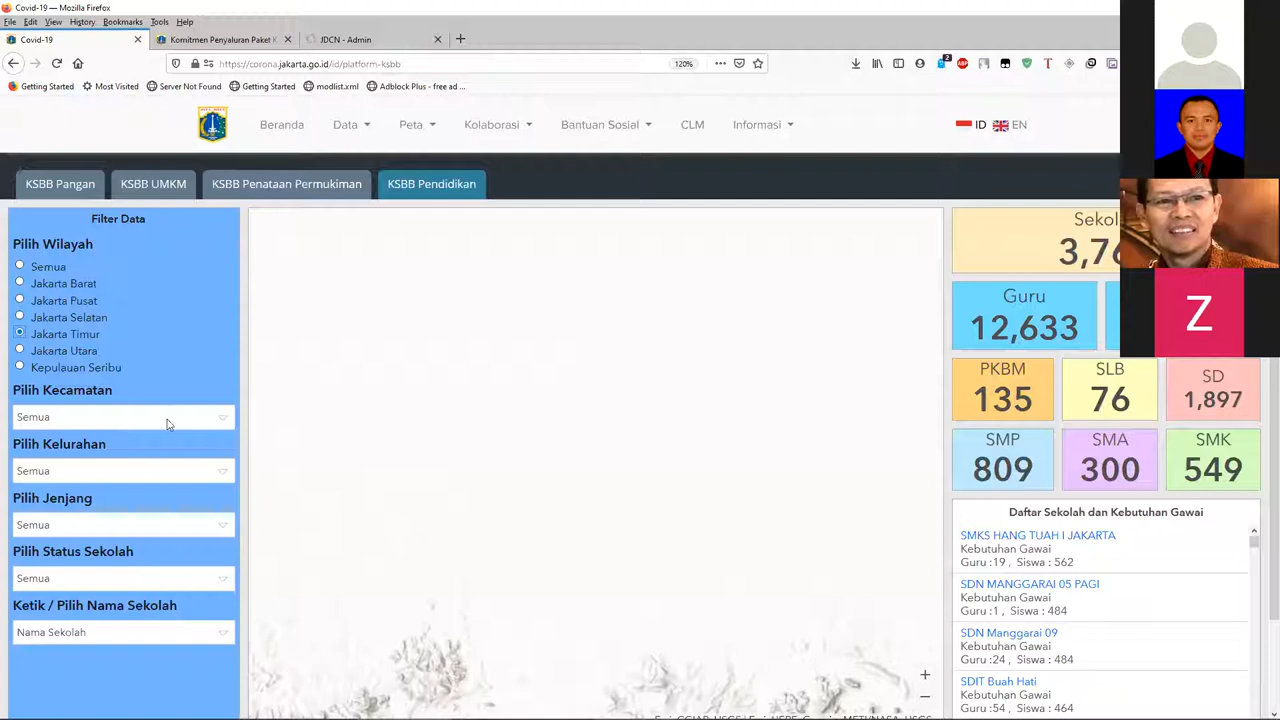 Covid-19 — Mozilla Firefox
File Edit View History Bookmarks Tools Help
Covid-19 Komitmen Penyaluran Paket K JDCN - Admin
https://corona.jakarta.go.id/id/platform-ksbb 120%
Getting Started Most Visited Server Not Found Getting Started modlist.xml Adblock Plus - free ad ...
Beranda Data Peta Kolaborasi Bantuan Sosial CLM Informasi ID EN
KSBB Pangan KSBB UMKM KSBB Penataan Permukiman KSBB Pendidikan
Filter Data
Pilih Wilayah
Semua
Jakarta Barat
Jakarta Pusat
Jakarta Selatan
Jakarta Timur
Jakarta Utara
Kepulauan Seribu
Pilih Kecamatan
Semua
Pilih Kelurahan
Semua
Pilih Jenjang
Semua
Pilih Status Sekolah
Semua
Ketik / Pilih Nama Sekolah
Nama Sekolah
Sekol
3,76
Guru
12,633
PKBM
135
SLB
76
SD
1,897
SMP
809
SMA
300
SMK
549
Daftar Sekolah dan Kebutuhan Gawai
SMKS HANG TUAH I JAKARTA
Kebutuhan Gawai
Guru :19 , Siswa : 562
SDN MANGGARAI 05 PAGI
Kebutuhan Gawai
Guru :1 , Siswa : 484
SDN Manggarai 09
Kebutuhan Gawai
Guru :24 , Siswa : 484
SDIT Buah Hati
Kebutuhan Gawai
Guru :54 , Siswa : 464
Z